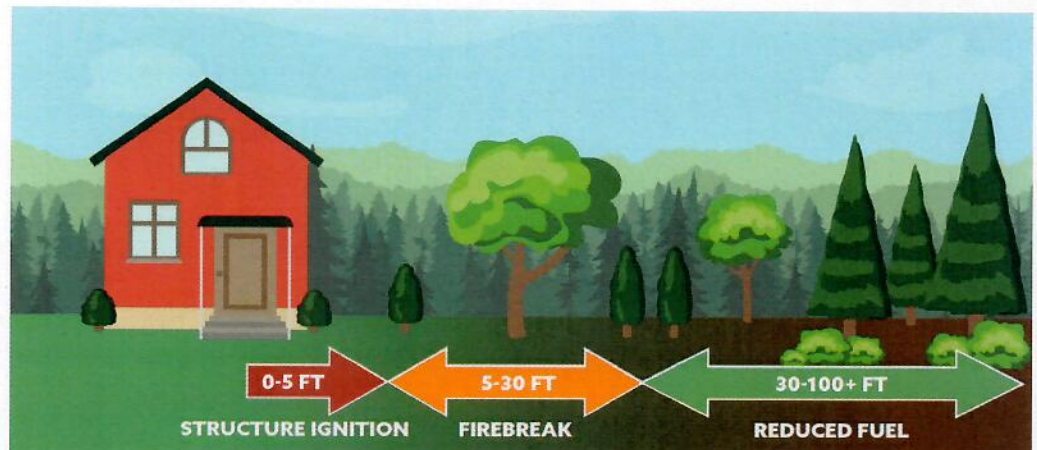 0-5 FT
5-30 FT
30-100+ FT
STRUCTURE IGNITION
FIREBREAK
REDUCED FUEL